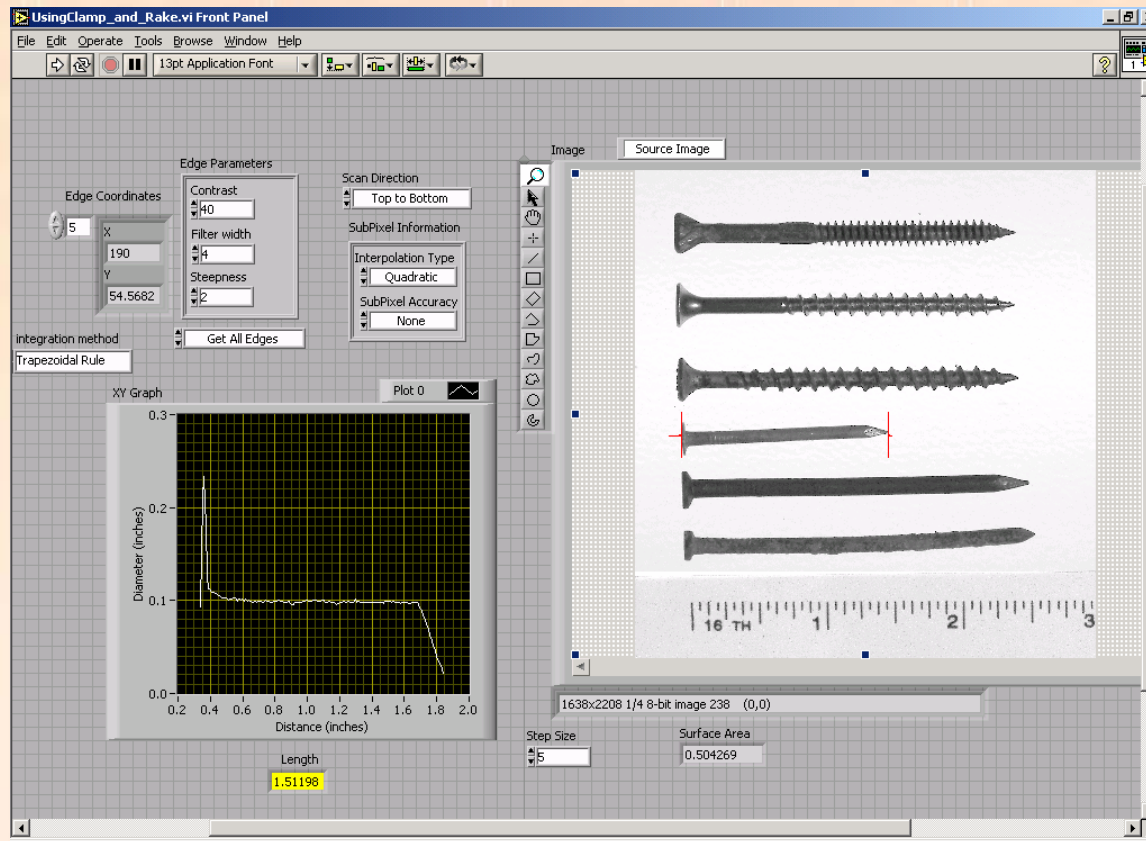 UsingClamp_and_Rake.vi Front Panel
File Edit Operate Tools Browse Window Help
13pt Application Font
1
Image
Source Image
Edge Parameters
Scan Direction
Top to Bottom
Edge Coordinates
Contrast
40
5
X
190
Y
54.5682
Filter width
4
Steepness
2
SubPixel Information
Interpolation Type
Quadratic
SubPixel Accuracy
None
integration method
Trapezoidal Rule
Get All Edges
XY Graph
Plot 0
0.3
0.2
0.1
0.0
Diameter (inches)
0.2 0.4 0.6 0.8 1.0 1.2 1.4 1.6 1.8 2.0
Distance (inches)
16 TH 1 2 3
1638x2208 1/4 8-bit image 238 (0,0)
Step Size
5
Surface Area
0.504269
Length
1.51198